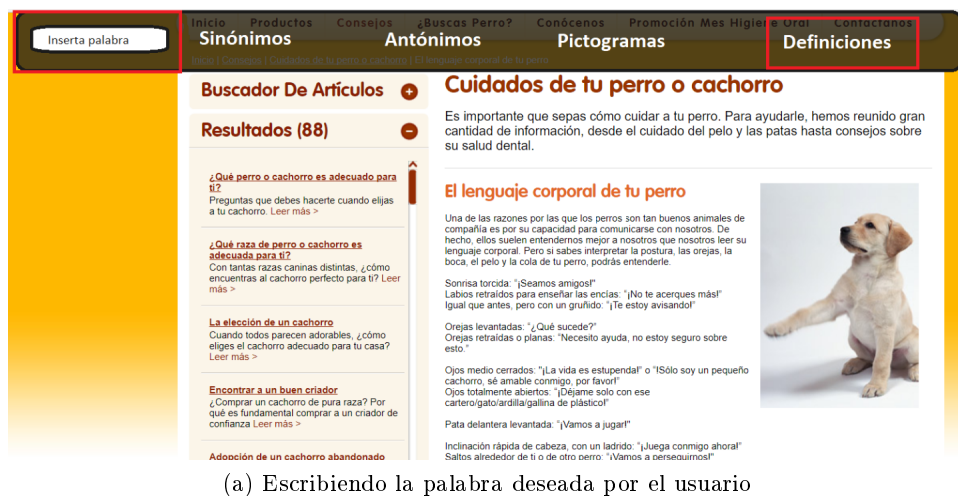 Inicio Productos Consejos ¿Buscas Perro? Conócenos Promoción Mes Higiene Oral Contáctanos
Inserta palabra
Sinónimos Antónimos Pictogramas Definiciones
Inicio | Consejos | Cuidados de tu perro o cachorro | El lenguaje corporal de tu perro
Buscador De Artículos
Resultados (88)
¿Qué perro o cachorro es adecuado para
ti?
Preguntas que debes hacerte cuando elijas
a tu cachorro. Leer más >
¿Qué raza de perro o cachorro es
adecuada para ti?
Con tantas razas caninas distintas, ¿cómo
encuentras al cachorro perfecto para ti? Leer
más >
La elección de un cachorro
Cuando todos parecen adorables, ¿cómo
eliges el cachorro adecuado para tu casa?
Leer más >
Encontrar a un buen criador
¿Comprar un cachorro de pura raza? Por
qué es fundamental comprar a un criador de
confianza Leer más >
Adopción de un cachorro abandonado
Cuidados de tu perro o cachorro
Es importante que sepas cómo cuidar a tu perro. Para ayudarle, hemos reunido gran
cantidad de información, desde el cuidado del pelo y las patas hasta consejos sobre
su salud dental.
El lenguaje corporal de tu perro
Una de las razones por las que los perros son tan buenos animales de
compañía es por su capacidad para comunicarse con nosotros. De
hecho, ellos suelen entendernos mejor a nosotros que nosotros leer su
lenguaje corporal. Pero si sabes interpretar la postura, las orejas, la
boca, el pelo y la cola de tu perro, podrás entenderle.
Sonrisa torcida: "¡Seamos amigos!"
Labios retraídos para enseñar las encías: "¡No te acerques más!"
Igual que antes, pero con un gruñido: "¡Te estoy avisando!"
Orejas levantadas: "¿Qué sucede?"
Orejas retraídas o planas: "Necesito ayuda, no estoy seguro sobre
esto."
Ojos medio cerrados: "¡La vida es estupenda!" o "!Sólo soy un pequeño
cachorro, sé amable conmigo, por favor!"
Ojos totalmente abiertos: "¡Déjame solo con ese
cartero/gato/ardilla/gallina de plástico!"
Pata delantera levantada: "¡Vamos a jugar!"
Inclinación rápida de cabeza, con un ladrido: "¡Juega conmigo ahora!"
Saltos alrededor de ti o de otro perro: "¡Vamos a perseguirnos!"
(a) Escribiendo la palabra deseada por el usuario